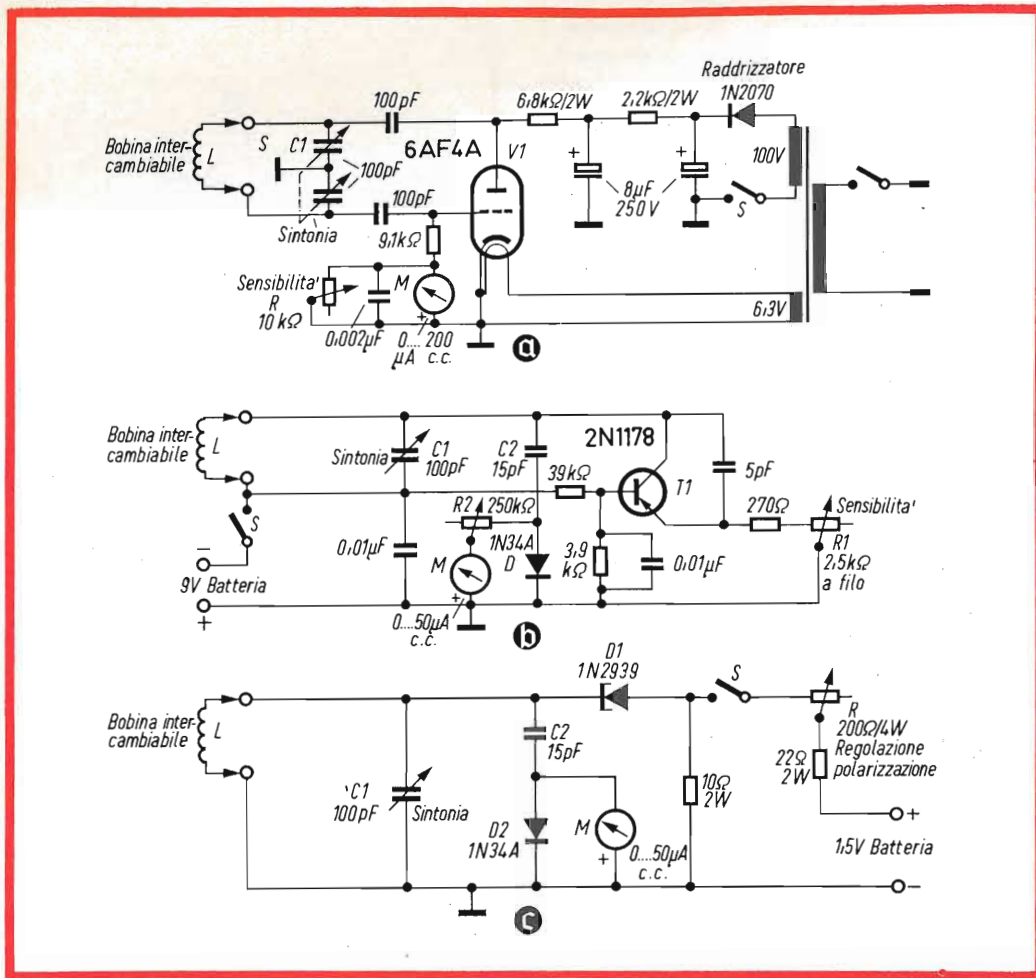 Raddrizzatore
1N2070
100pF
6,8kΩ/2W
2,2kΩ/2W
Bobina inter-
cambiabile
L
S
C1
6AF4A
V1
100V
100pF
+
+
8µF
250V
S
100pF
Sintonia
9,1kΩ
Sensibilita'
R
10kΩ
M
6,3V
0,002µF
+
0....200
µA c.c.
a
Bobina inter-
cambiabile
L
Sintonia
C1
100pF
C2
15pF
2N1178
39kΩ
T1
5pF
S
R2
250kΩ
270Ω
Sensibilita'
R1
2,5kΩ
a filo
0,01µF
1N34A
D
3,9
kΩ
0,01µF
−
9V Batteria
+
M
+
0....50µA
c.c.
b
D1
1N2939
S
Bobina inter-
cambiabile
L
C2
15pF
R
200Ω/4W
Regolazione
polarizzazione
22Ω
2W
C1
100pF
Sintonia
10Ω
2W
D2
1N34A
M
+
0....50µA
c.c.
+
1,5V Batteria
−
c